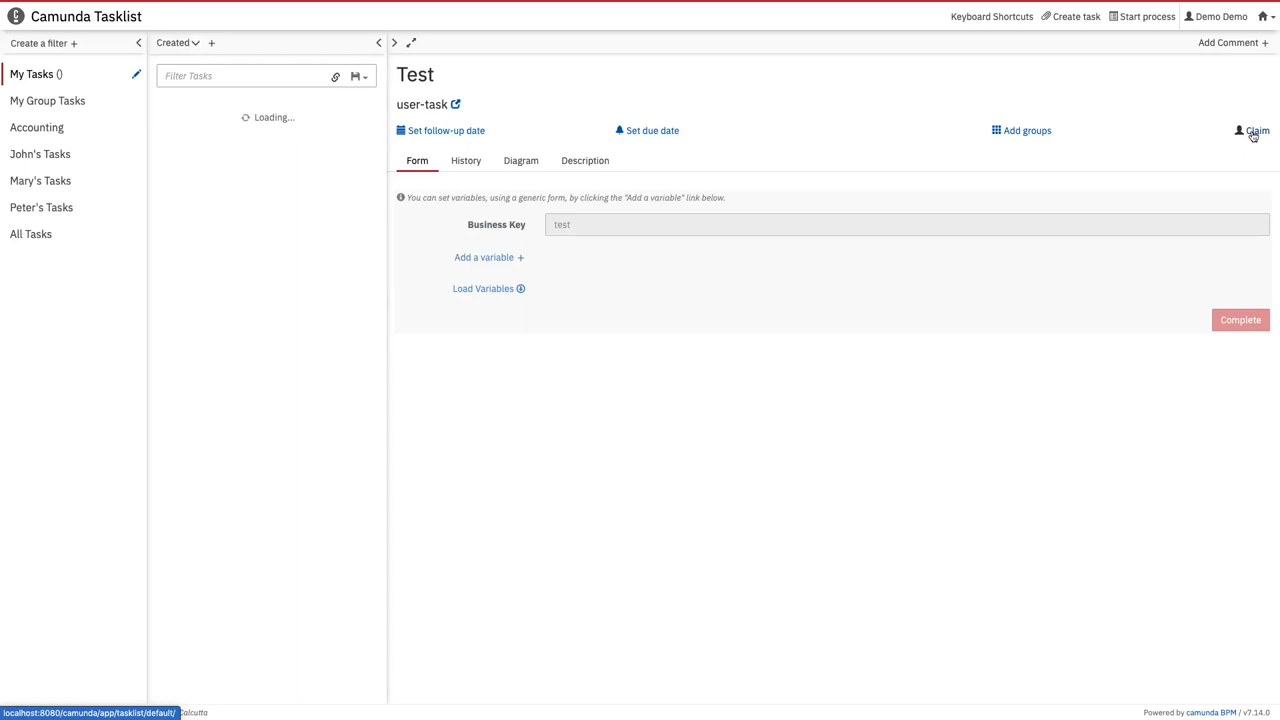 Camunda Tasklist
Keyboard Shortcuts
Create task
Start process
Demo Demo
Create a filter +
Created
+
Add Comment +
My Tasks ()
My Group Tasks
Accounting
John's Tasks
Mary's Tasks
Peter's Tasks
All Tasks
Filter Tasks
Loading...
Test
user-task
Set follow-up date
Set due date
Add groups
Claim
Form
History
Diagram
Description
You can set variables, using a generic form, by clicking the "Add a variable" link below.
Business Key
test
Add a variable +
Load Variables
Complete
localhost:8080/camunda/app/tasklist/default/
Calcutta
Powered by camunda BPM / v7.14.0